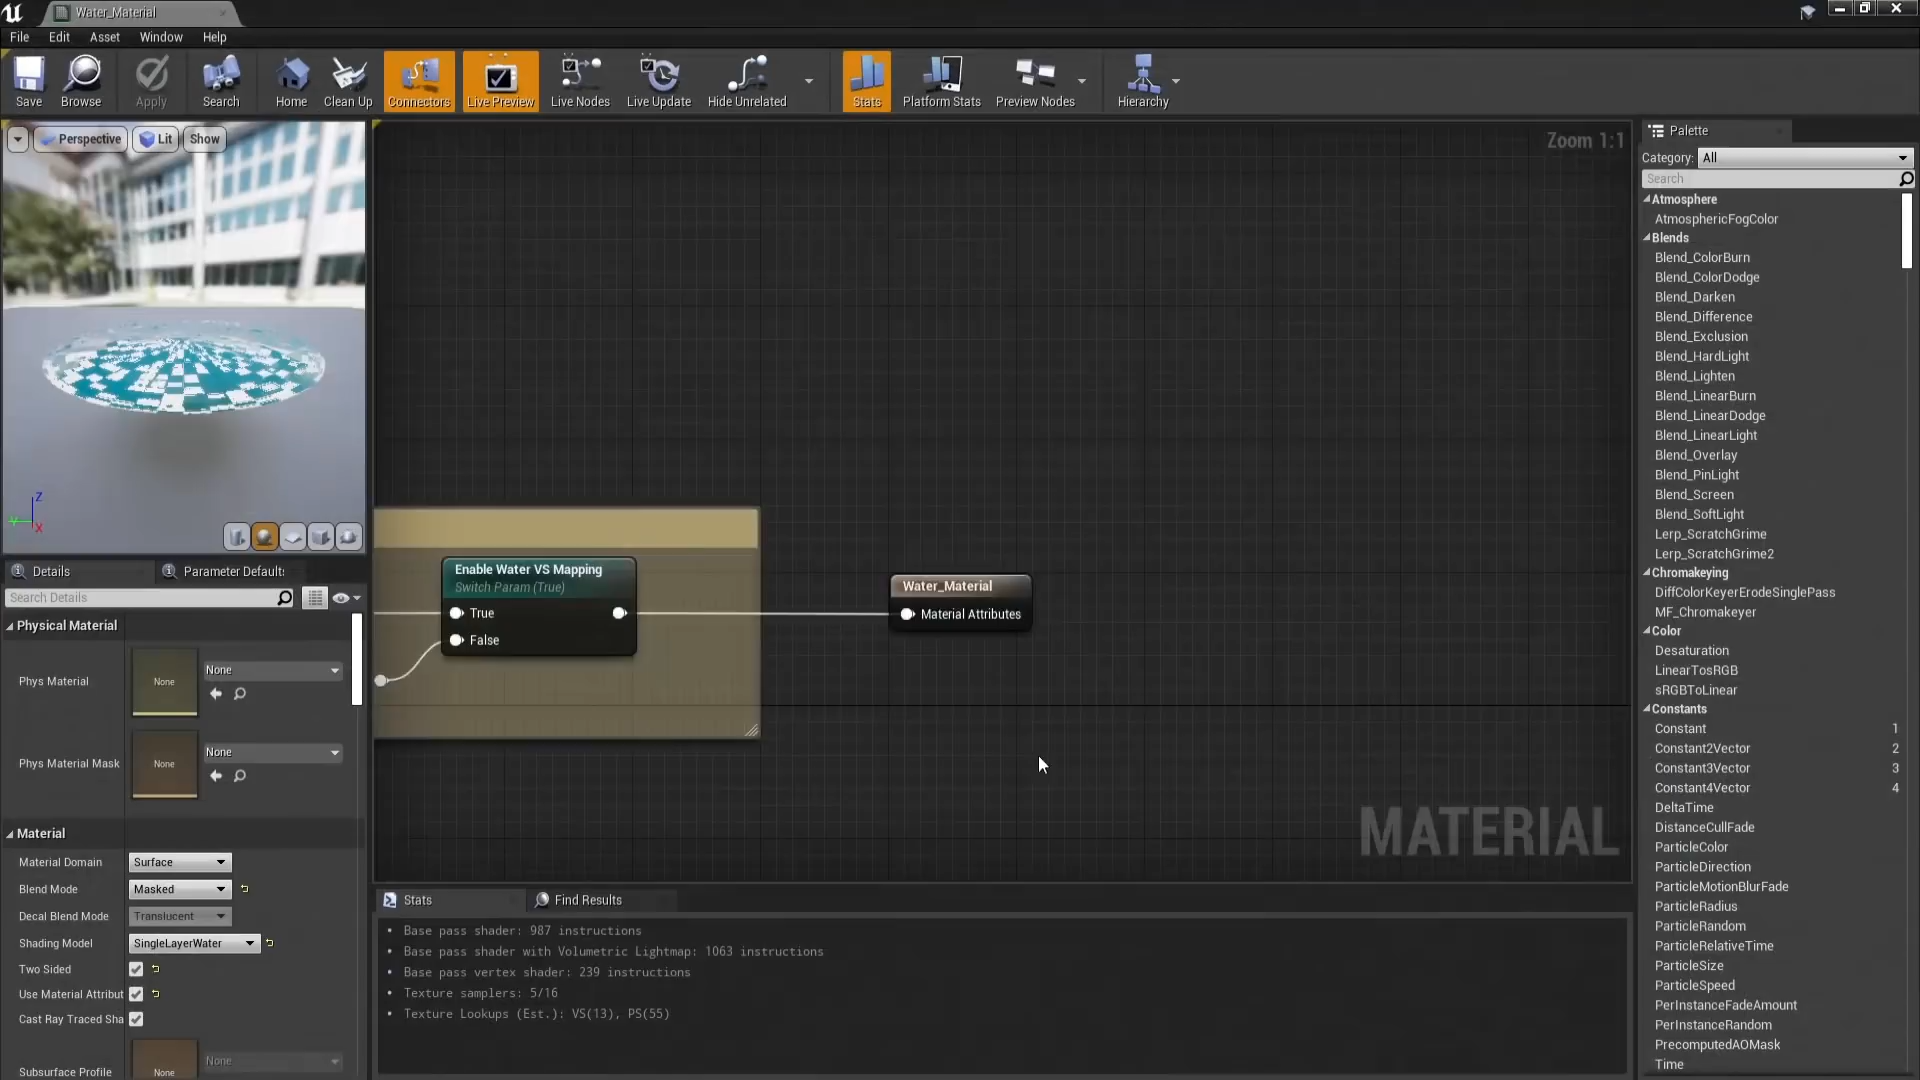 Water_Material
File Edit Asset Window Help
Save Browse Apply Search Home Clean Up Connectors Live Preview Live Nodes Live Update Hide Unrelated Stats Platform Stats Preview Nodes Hierarchy
Perspective Lit Show
Z
Y
X
Zoom 1:1
Enable Water VS Mapping
Switch Param (True)
True
False
Water_Material
Material Attributes
MATERIAL
Details Parameter Default
Search Details
Physical Material
Phys Material None None
Phys Material Mask None None
Material
Material Domain Surface
Blend Mode Masked
Decal Blend Mode Translucent
Shading Model SingleLayerWater
Two Sided
Use Material Attribut
Cast Ray Traced Sha
Subsurface Profile None None
Stats Find Results
• Base pass shader: 987 instructions
• Base pass shader with Volumetric Lightmap: 1063 instructions
• Base pass vertex shader: 239 instructions
• Texture samplers: 5/16
• Texture Lookups (Est.): VS(13), PS(55)
Palette
Category: All
Search
Atmosphere
AtmosphericFogColor
Blends
Blend_ColorBurn
Blend_ColorDodge
Blend_Darken
Blend_Difference
Blend_Exclusion
Blend_HardLight
Blend_Lighten
Blend_LinearBurn
Blend_LinearDodge
Blend_LinearLight
Blend_Overlay
Blend_PinLight
Blend_Screen
Blend_SoftLight
Lerp_ScratchGrime
Lerp_ScratchGrime2
Chromakeying
DiffColorKeyerErodeSinglePass
MF_Chromakeyer
Color
Desaturation
LinearTosRGB
sRGBToLinear
Constants
Constant 1
Constant2Vector 2
Constant3Vector 3
Constant4Vector 4
DeltaTime
DistanceCullFade
ParticleColor
ParticleDirection
ParticleMotionBlurFade
ParticleRadius
ParticleRandom
ParticleRelativeTime
ParticleSize
ParticleSpeed
PerInstanceFadeAmount
PerInstanceRandom
PrecomputedAOMask
Time